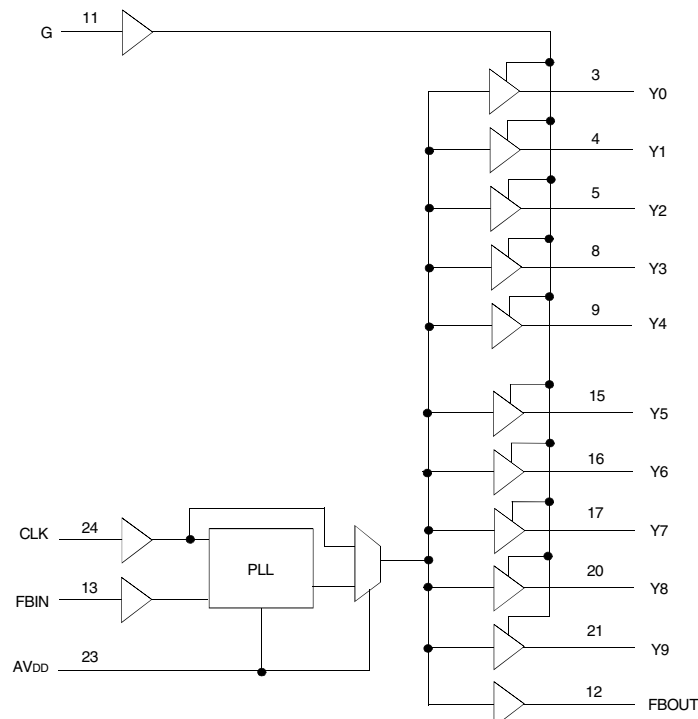 G 11
3 Y0
4 Y1
5 Y2
8 Y3
9 Y4
15 Y5
16 Y6
17 Y7
CLK 24
PLL
20 Y8
FBIN 13
21 Y9
AVDD 23
12 FBOUT